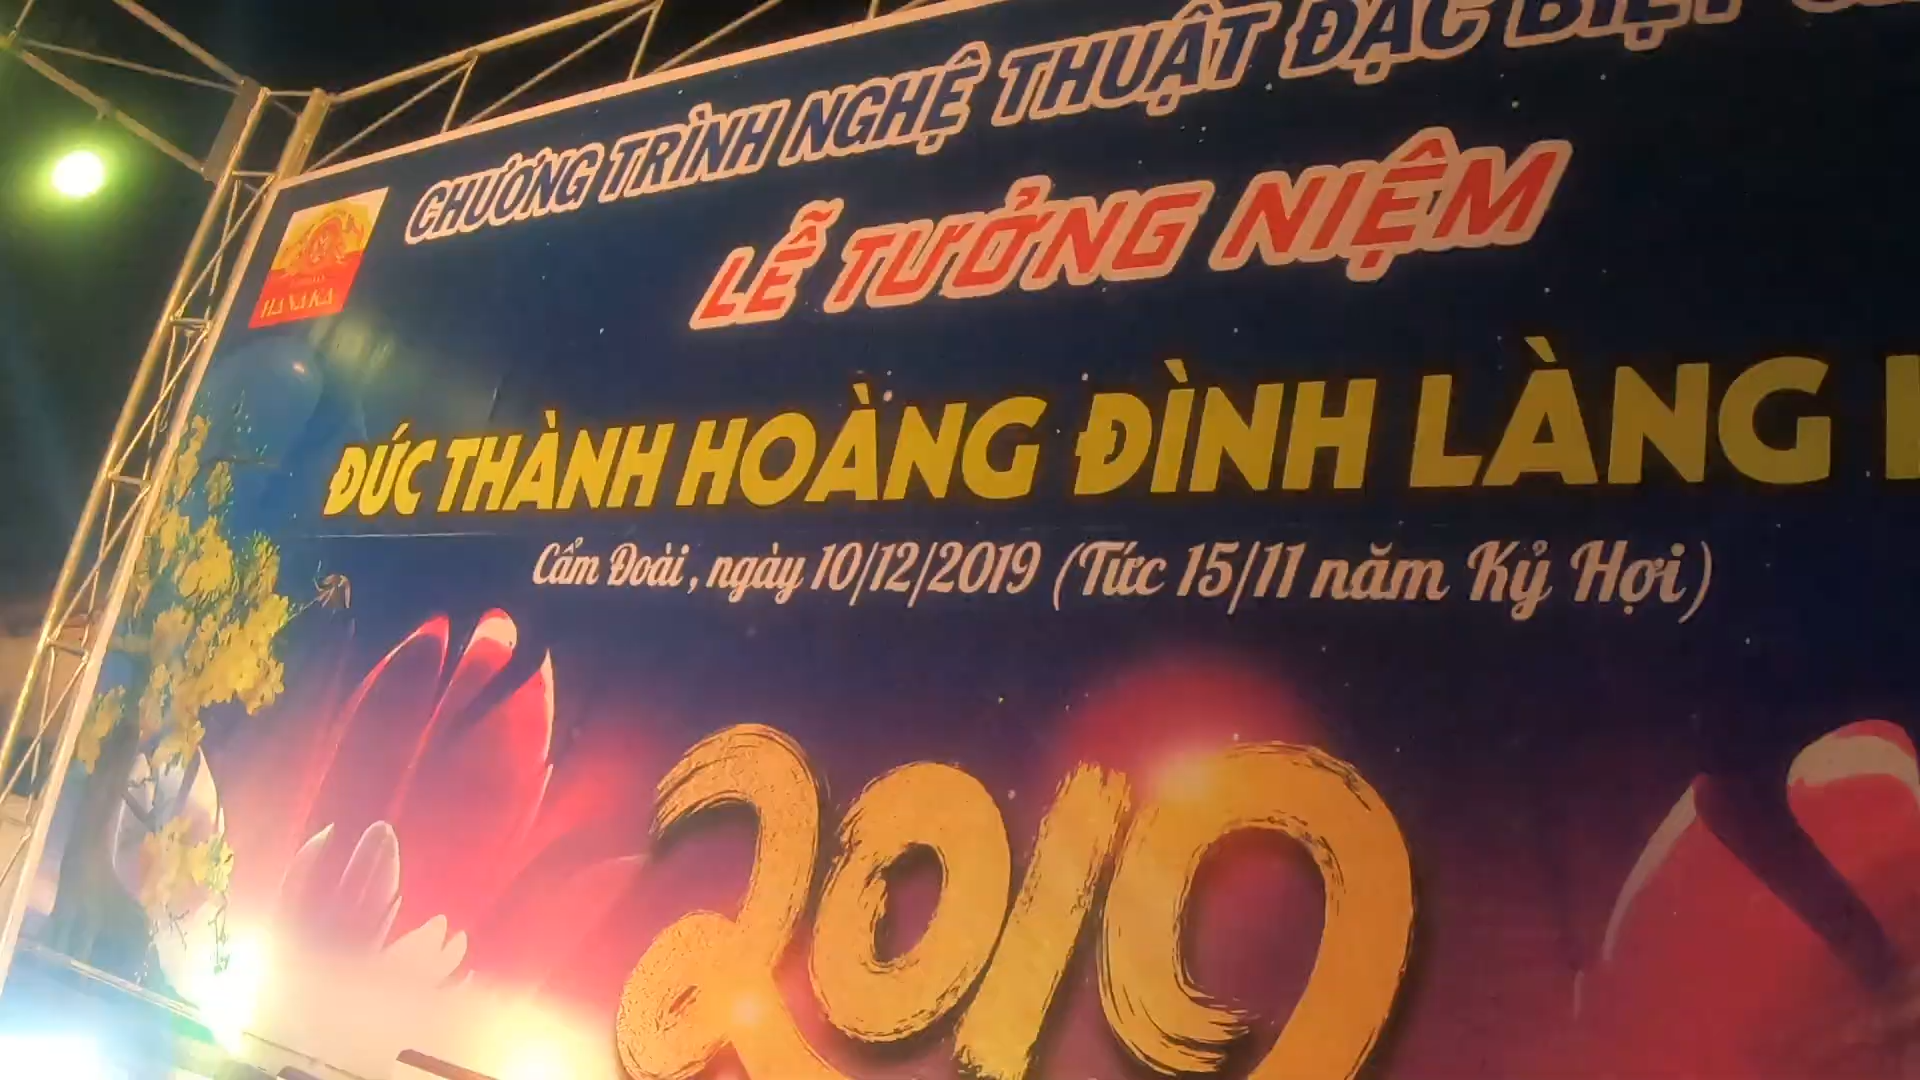 CHƯƠNG TRÌNH NGHỆ THUẬT ĐẶC BIỆT
HANAKA
LỄ TƯỞNG NIỆM
ĐỨC THÀNH HOÀNG ĐÌNH LÀNG
Cẩm Đoài, ngày 10/12/2019 (Tức 15/11 năm Kỷ Hợi)
2019